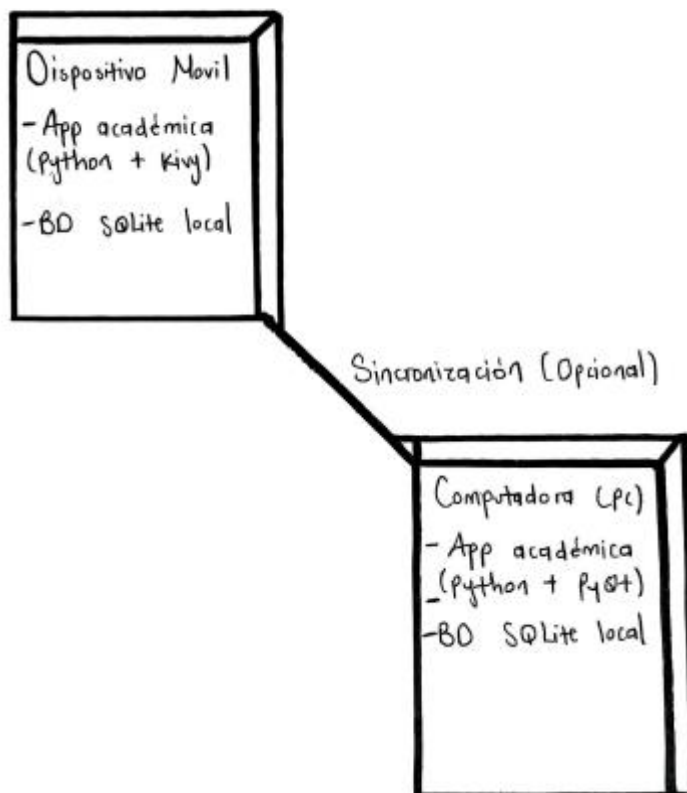 Dispositivo Movil
- App académica
(Python + Kivy)
-BD SQLite local
Sincronización (Opcional)
Computadora (Pc)
- App académica
-(Python + PyQt)
-BD SQLite local